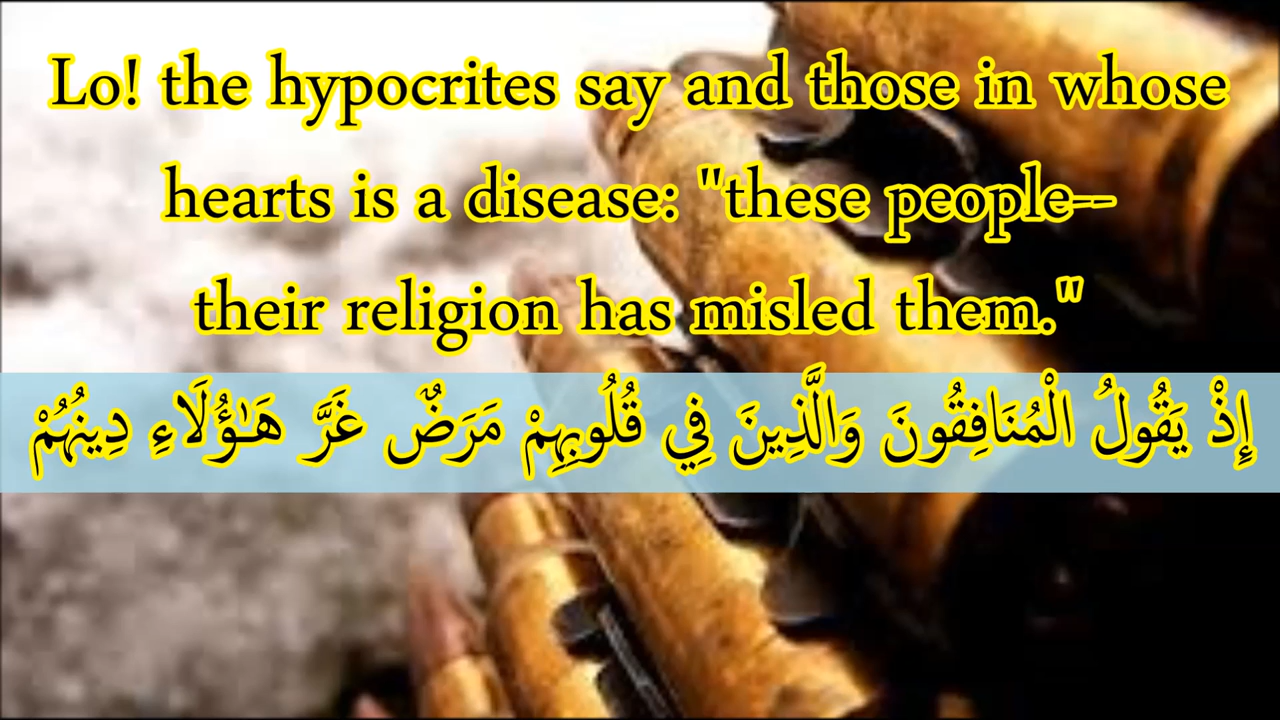 Lo! the hypocrites say and those in whose
hearts is a disease: "these people--
their religion has misled them."
إِذْ يَقُولُ الْمُنَافِقُونَ وَالَّذِينَ فِي قُلُوبِهِمْ مَرَضٌ غَرَّ هَـٰؤُلَاءِ دِينُهُمْ